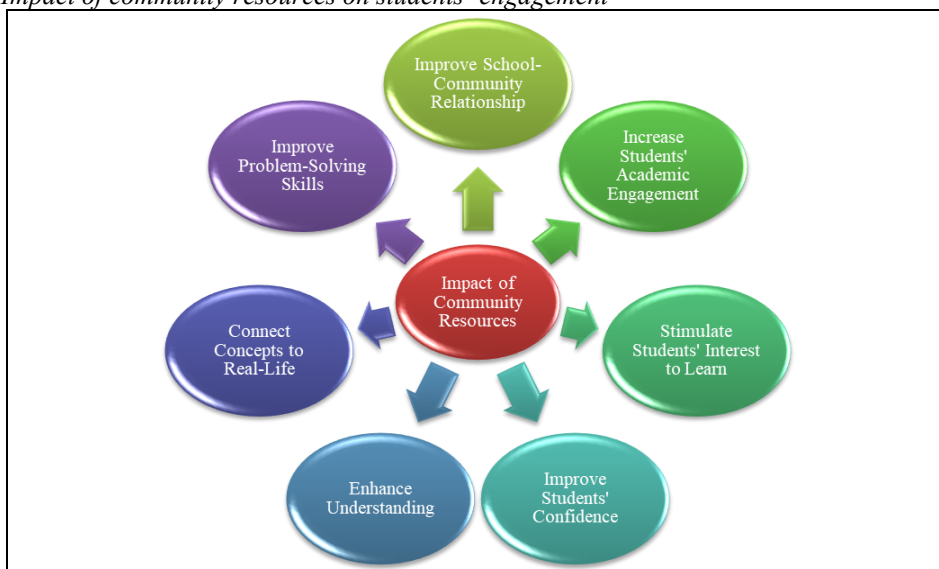 Impact of community resources on students' engagement
Improve School-
Community
Relationship
Increase
Students'
Academic
Engagement
Stimulate
Students' Interest
to Learn
Improve
Students'
Confidence
Enhance
Understanding
Connect
Concepts to
Real-Life
Improve
Problem-Solving
Skills
Impact of
Community
Resources